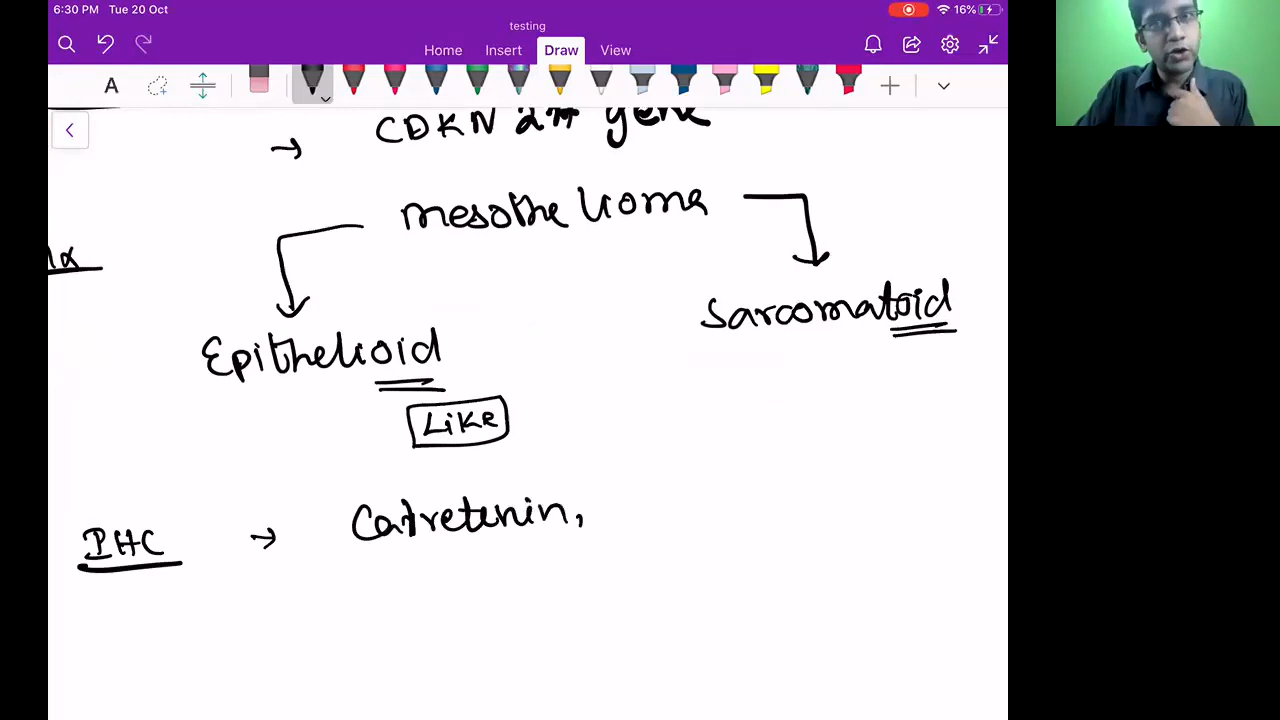 6:30 PM Tue 20 Oct
16%
testing
Home Insert Draw View
A
→ CDKN 2A gene
mesothelioma
Sarcomatoid
Epithelioid
Like
IHC → Calretenin,